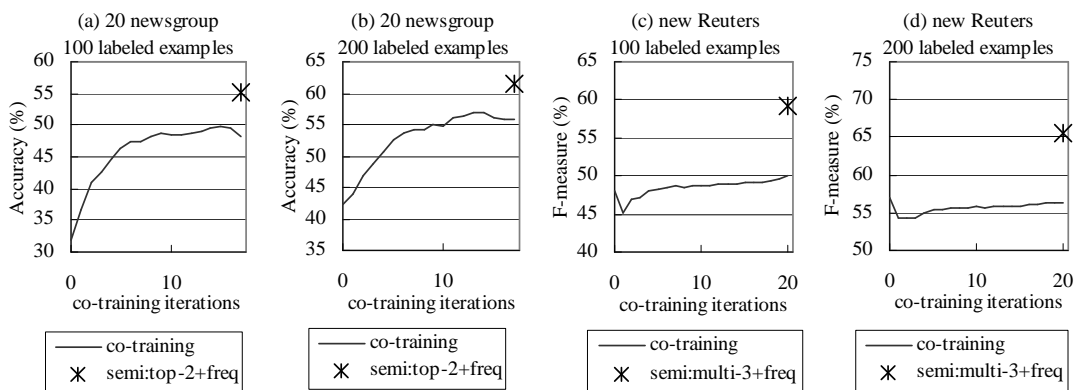 (a) 20 newsgroup
100 labeled examples
60
55
50
45
40
35
30
Accuracy (%)
0
10
co-training iterations
co-training
semi:top-2+freq
(b) 20 newsgroup
200 labeled examples
65
60
55
50
45
40
35
Accuracy (%)
0
10
co-training iterations
co-training
semi:top-2+freq
(c) new Reuters
100 labeled examples
65
60
55
50
45
40
F-measure (%)
0
10
20
co-training iterations
co-training
semi:multi-3+freq
(d) new Reuters
200 labeled examples
75
70
65
60
55
50
F-measure (%)
0
10
20
co-training iterations
co-training
semi:multi-3+freq